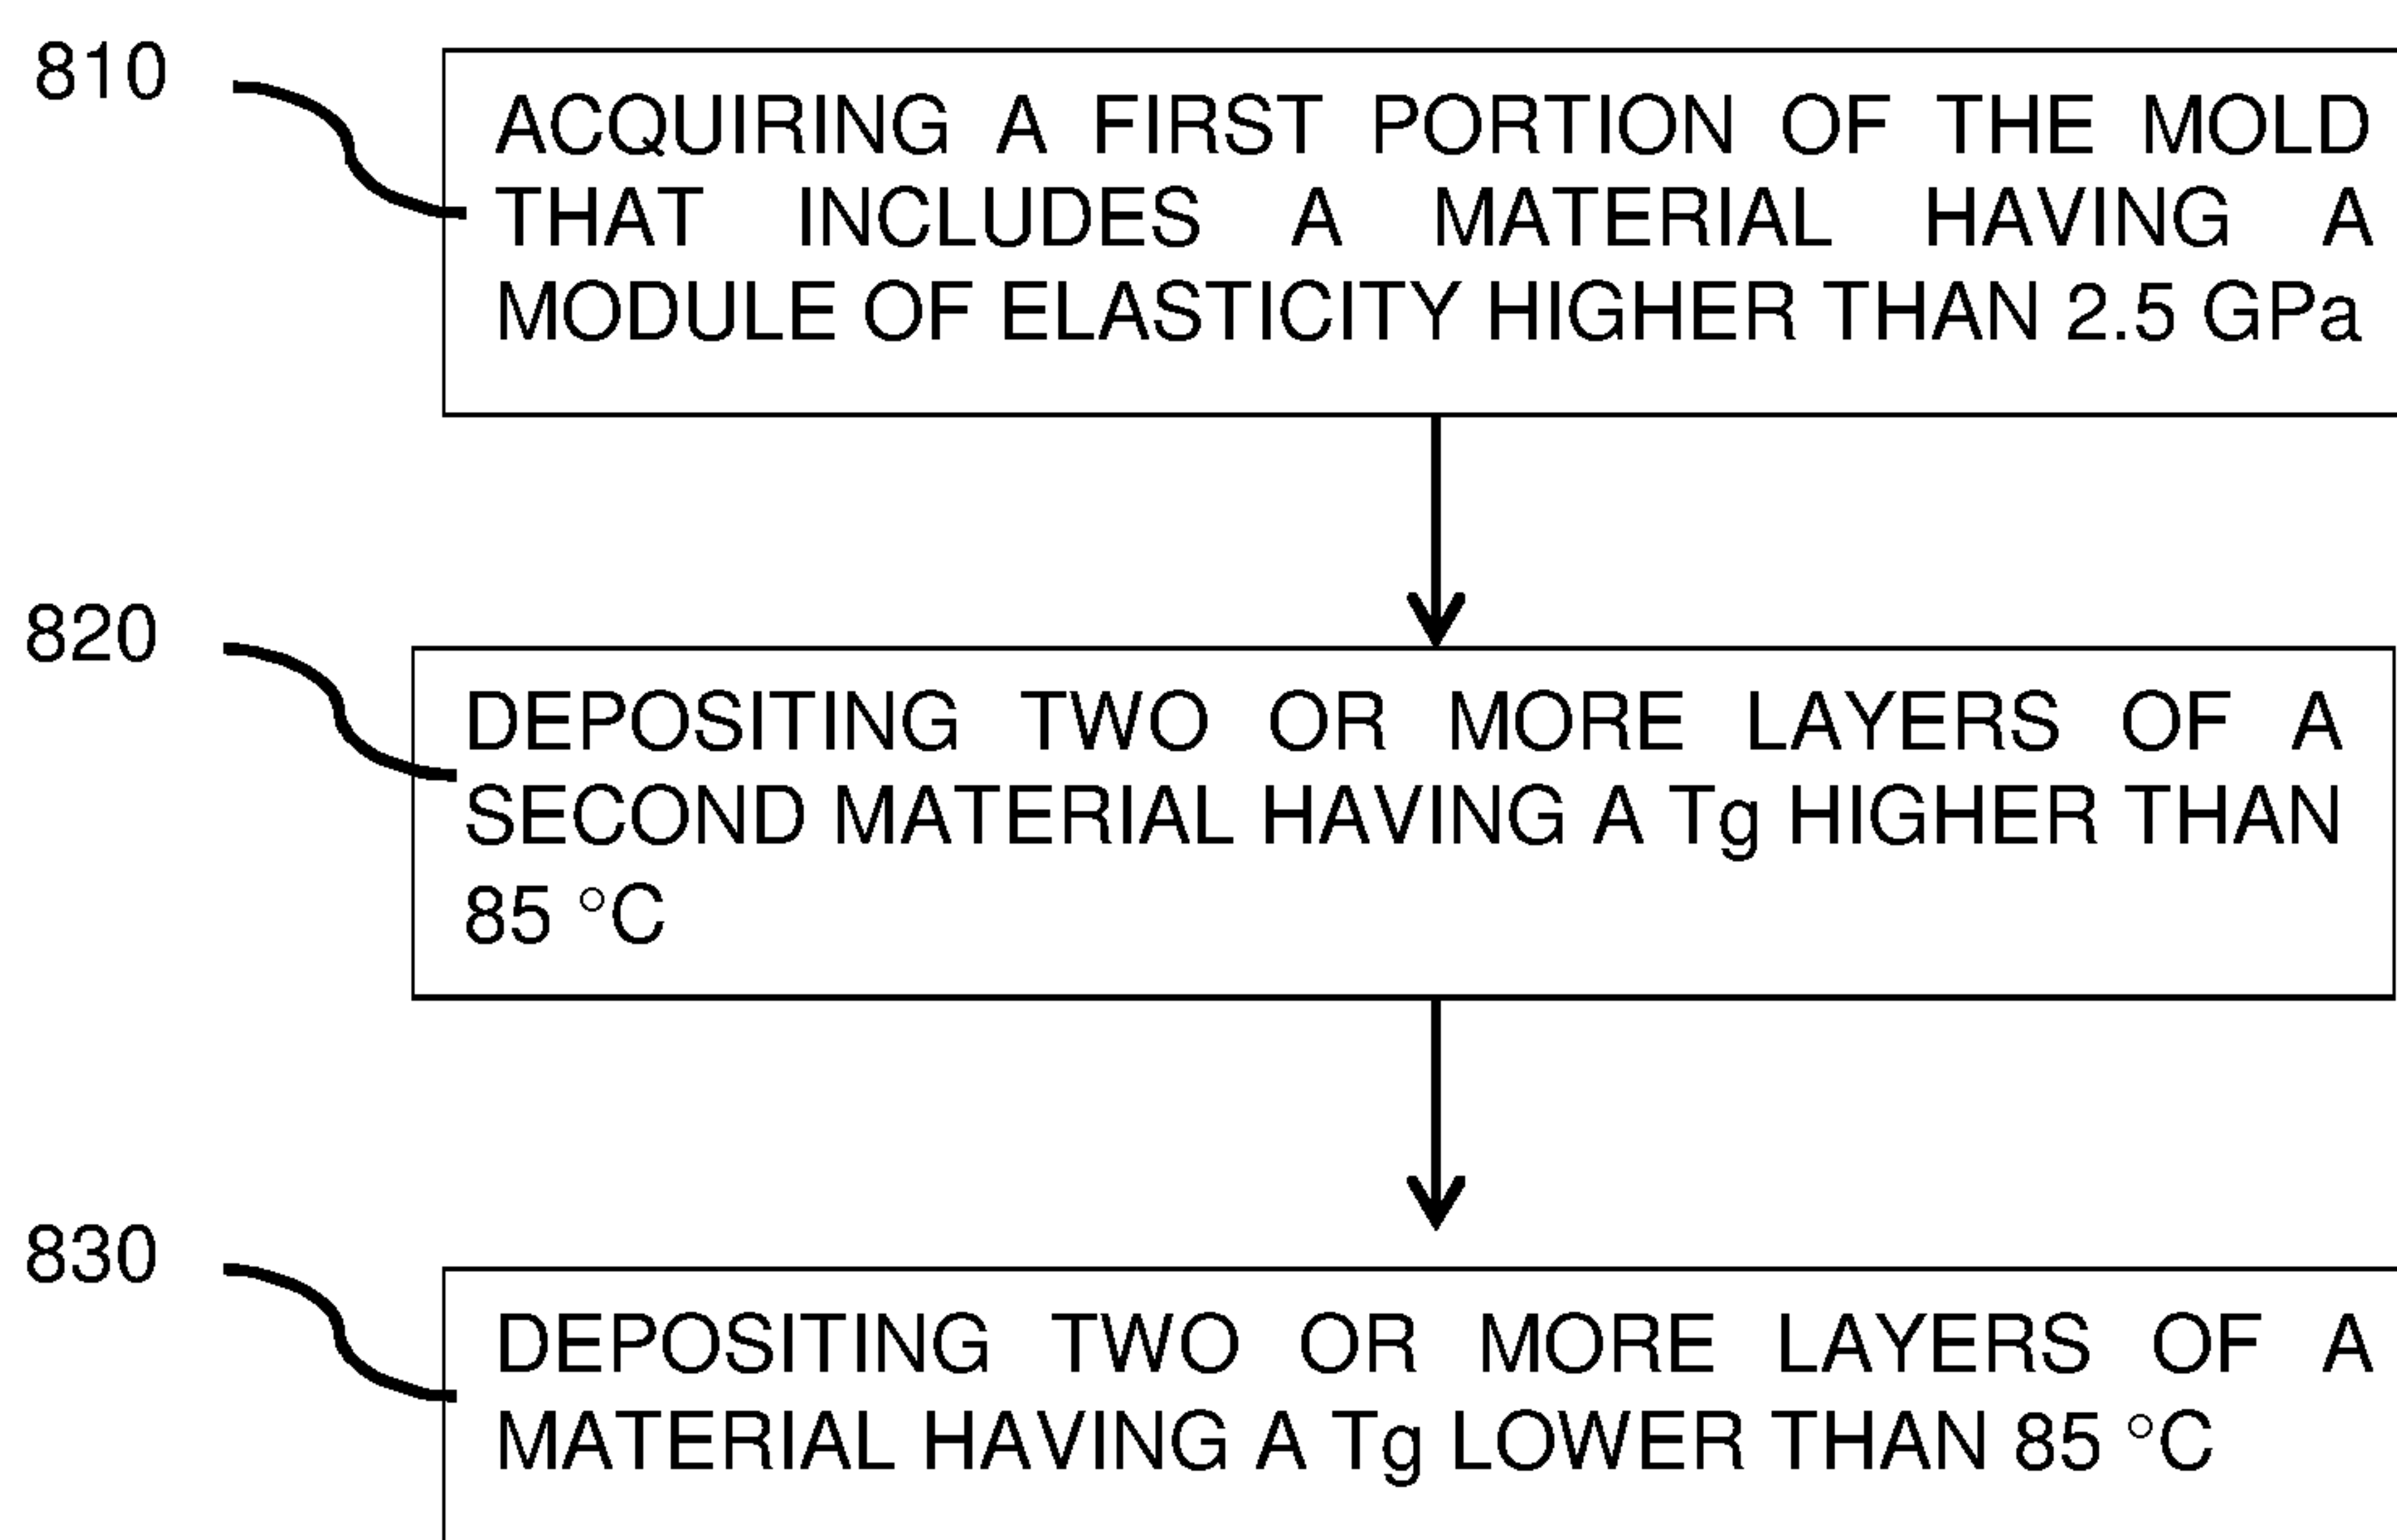 810
ACQUIRING A FIRST PORTION OF THE MOLD
THAT INCLUDES A MATERIAL HAVING A
MODULE OF ELASTICITY HIGHER THAN 2.5 GPa
820
DEPOSITING TWO OR MORE LAYERS OF A
SECOND MATERIAL HAVING A Tg HIGHER THAN
85 °C
830
DEPOSITING TWO OR MORE LAYERS OF A
MATERIAL HAVING A Tg LOWER THAN 85 °C